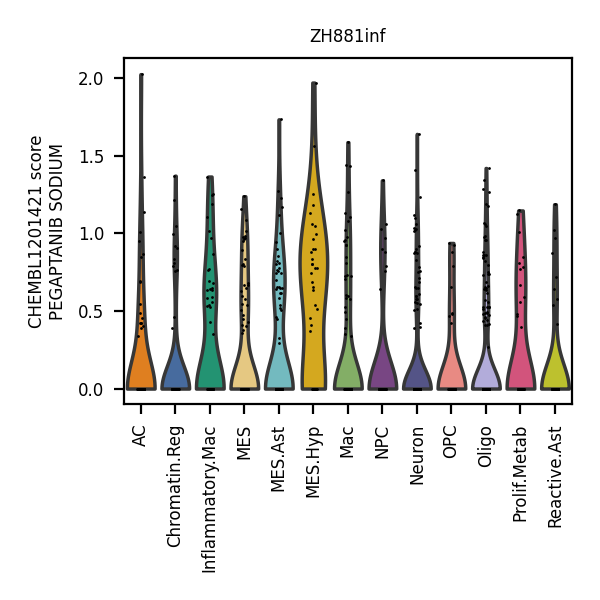 ZH881inf
CHEMBL1201421 score
PEGAPTANIB SODIUM
2.0
1.5
1.0
0.5
0.0
AC
Chromatin.Reg
Inflammatory.Mac
MES
MES.Ast
MES.Hyp
Mac
NPC
Neuron
OPC
Oligo
Prolif.Metab
Reactive.Ast